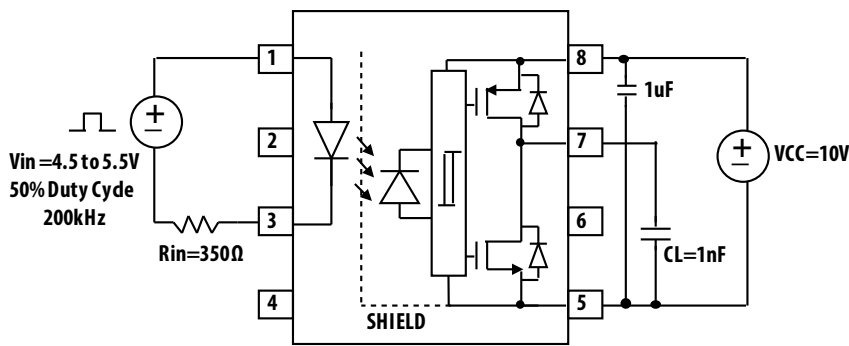 1
8
1uF
2
7
Vin =4.5 to 5.5V
50% Duty Cycle
200kHz
VCC=10V
3
6
Rin=350Ω
CL=1nF
4
5
SHIELD